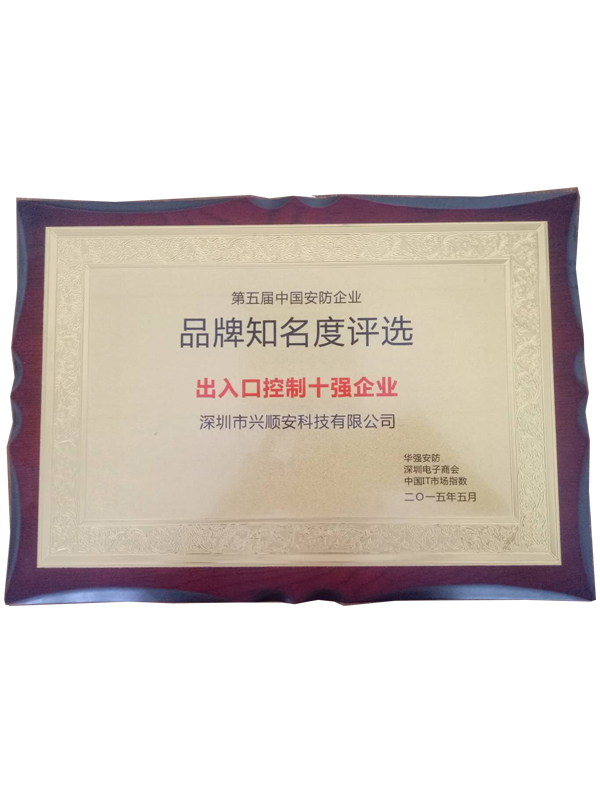 第五届中国安防企业
品牌知名度评选
出入口控制十强企业
深圳市兴顺安科技有限公司
华强安防
深圳电子商会
中国IT市场指数
二〇一五年五月